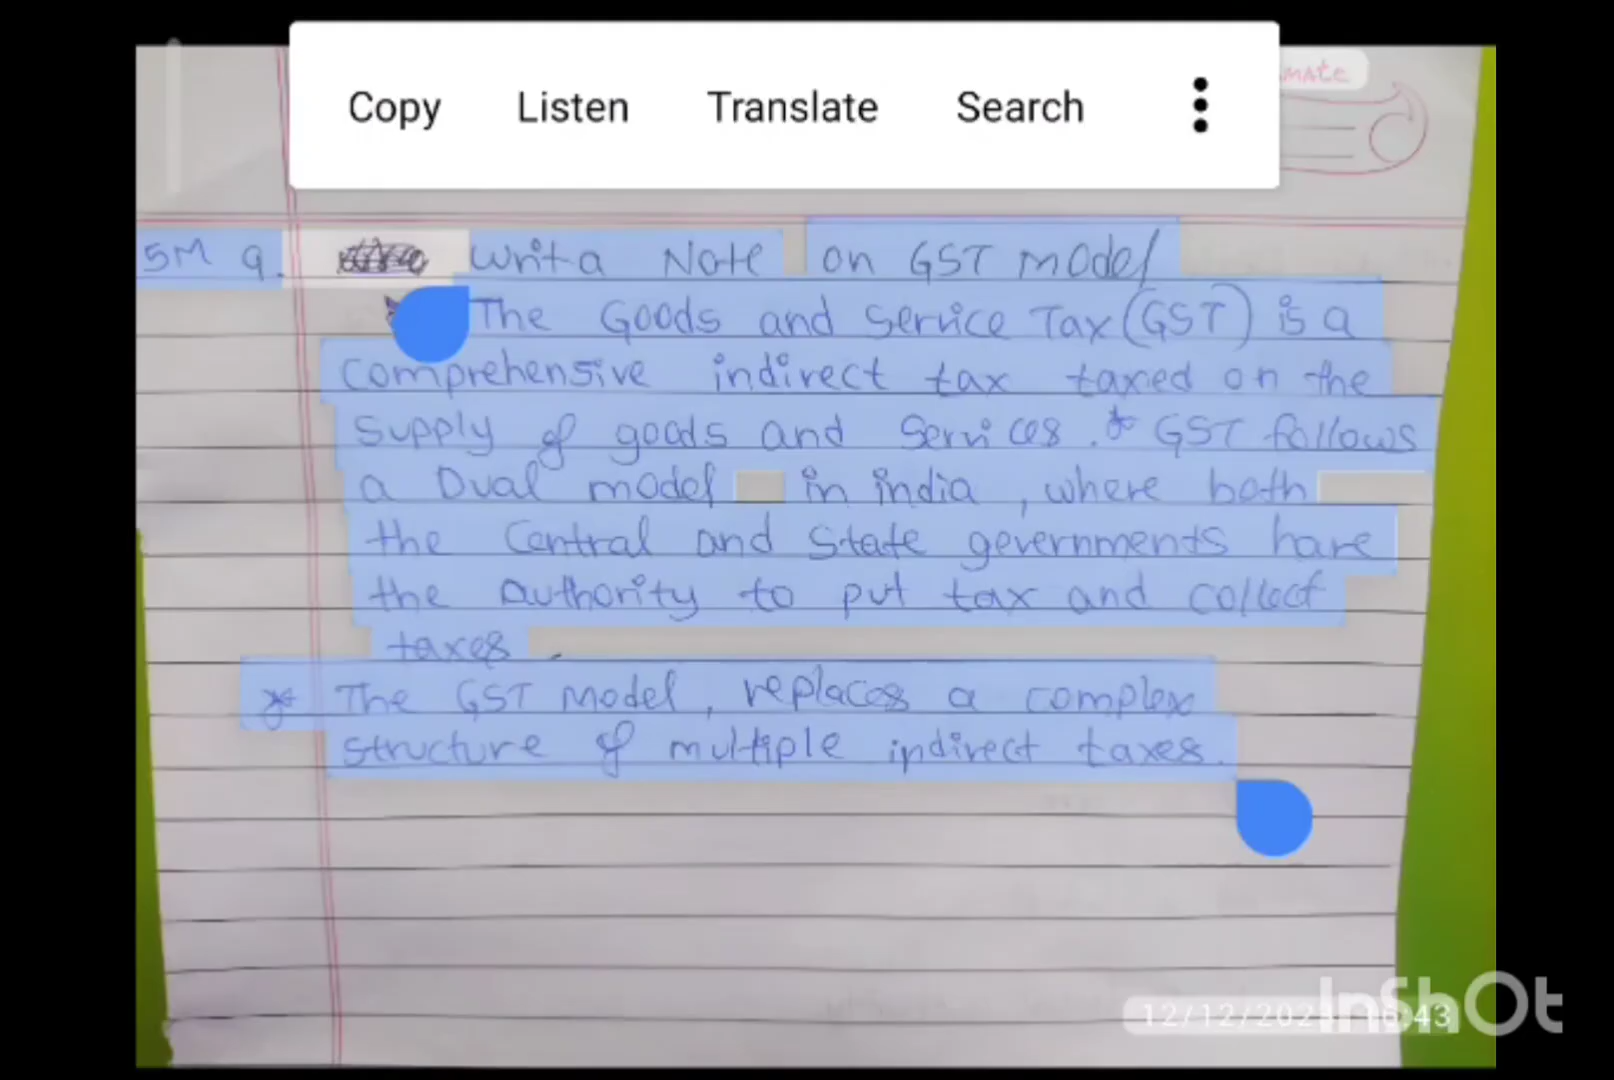 Copy Listen Translate Search
5M q. Writ a Note on GST model
The Goods and Service Tax (GST) is a
comprehensive indirect tax taxed on the
supply of goods and Services. * GST follows
a Dual model in india , where both
the Central and State governments have
the Authority to put tax and collect
taxes
* The GST Model, replaces a complex
structure of multiple indirect taxes.
InShOt